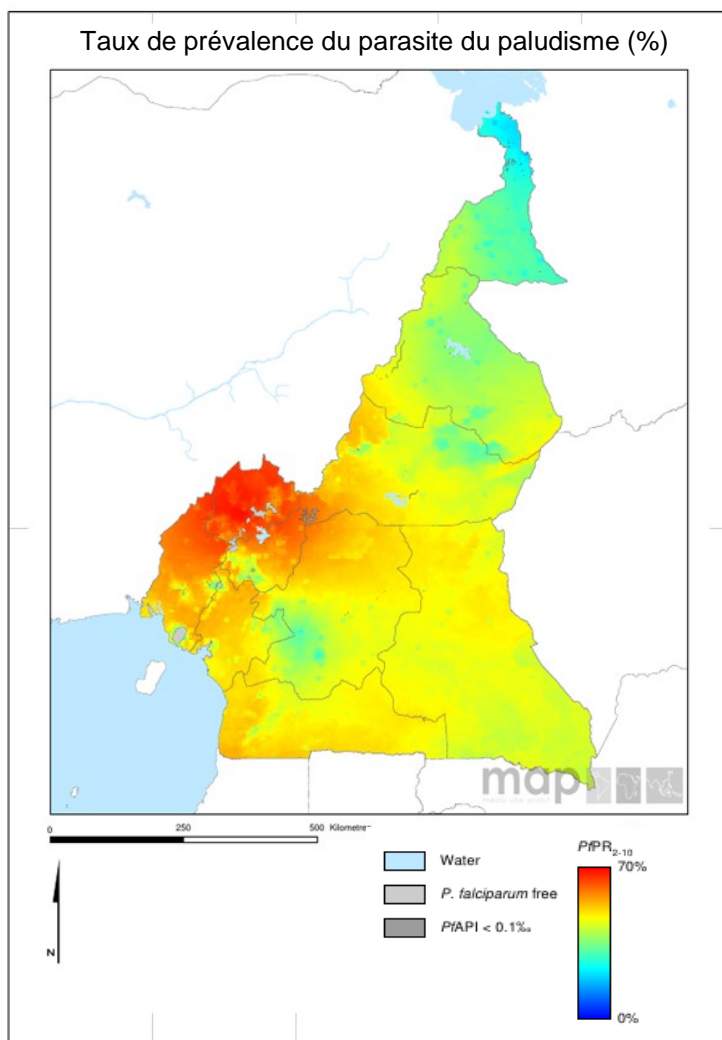 Taux de prévalence du parasite du paludisme (%)
map
0 250 500 Kilometre
N
Water
P. falciparum free
PfAPI < 0.1‰
PfPR2-10
70%
0%